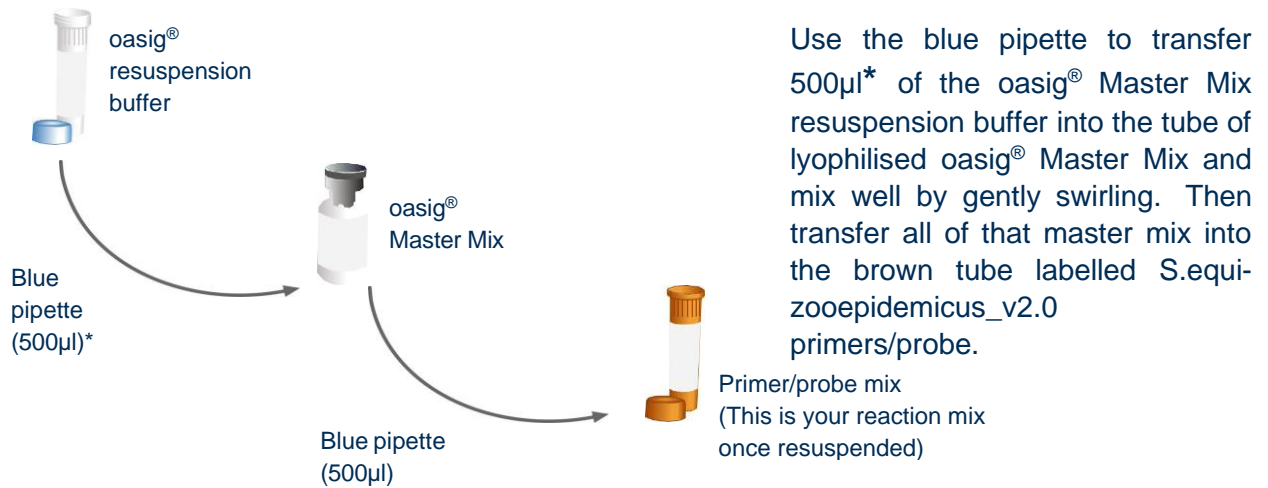 oasig®
resuspension
buffer
Use the blue pipette to transfer
500µl* of the oasig® Master Mix
resuspension buffer into the tube of
lyophilised oasig® Master Mix and
mix well by gently swirling. Then
transfer all of that master mix into
the brown tube labelled S.equi-
zooepidemicus_v2.0
primers/probe.
oasig®
Master Mix
Blue
pipette
(500µl)*
Primer/probe mix
(This is your reaction mix
once resuspended)
Blue pipette
(500µl)